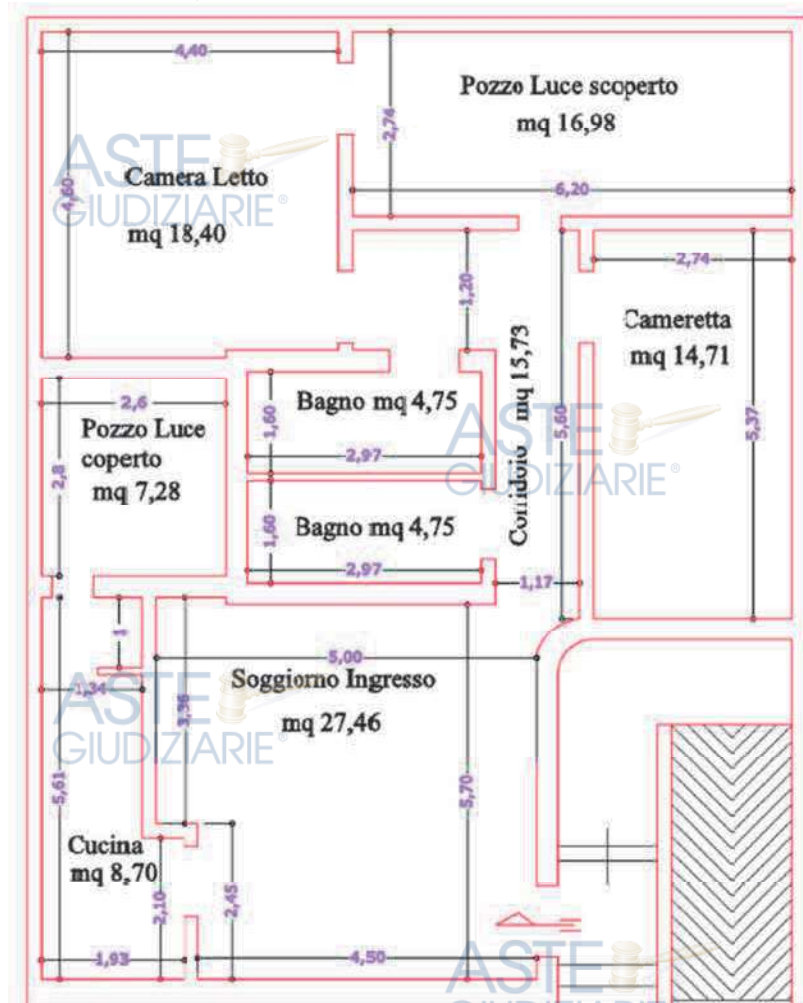 4,40
Pozzo Luce scoperto
mq 16,98
2,74
6,20
ASTE
GIUDIZIARIE®
Camera Letto
mq 18,40
4,60
1,20
2,74
Cameretta
mq 14,71
5,37
5,60
Corridoio mq 15,73
Bagno mq 4,75
1,60
2,97
ASTE
GIUDIZIARIE®
2,6
Pozzo Luce
coperto
mq 7,28
2,8
Bagno mq 4,75
1,60
2,97
1,17
1
1,34
5,00
Soggiorno Ingresso
mq 27,46
3,36
ASTE
GIUDIZIARIE®
5,61
5,70
Cucina
mq 8,70
2,10
2,45
1,93
4,50
ASTE